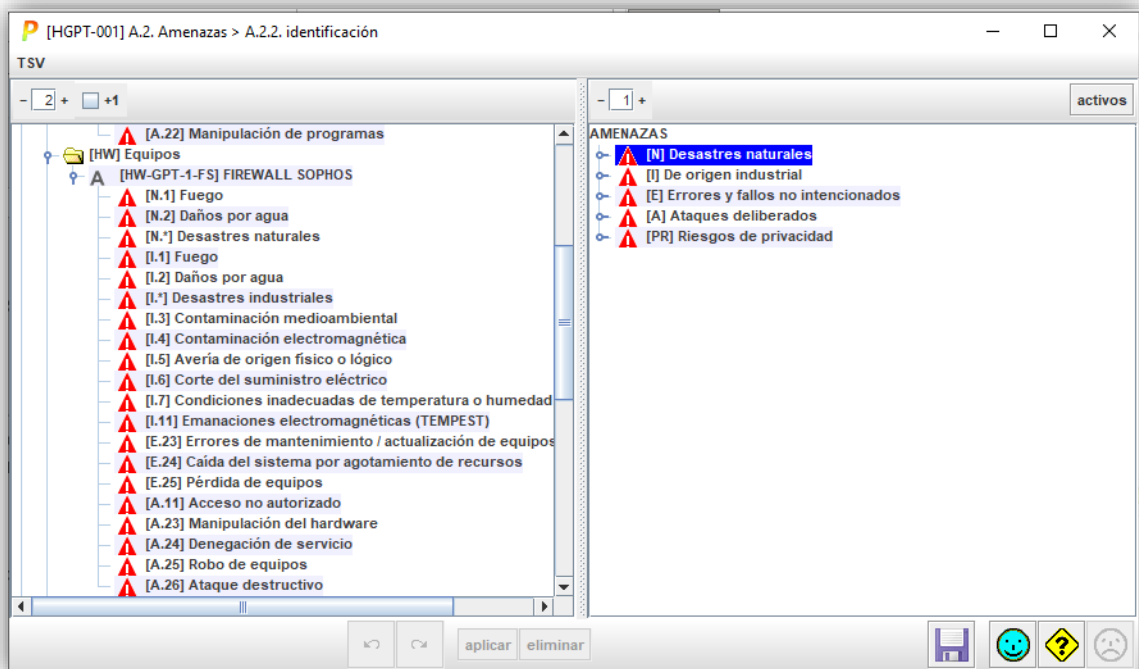 [HGPT-001] A.2. Amenazas > A.2.2. identificación
TSV
- 2 + +1
- 1 + activos
[A.22] Manipulación de programas
[HW] Equipos
A [HW-GPT-1-FS] FIREWALL SOPHOS
[N.1] Fuego
[N.2] Daños por agua
[N.*] Desastres naturales
[I.1] Fuego
[I.2] Daños por agua
[I.*] Desastres industriales
[I.3] Contaminación medioambiental
[I.4] Contaminación electromagnética
[I.5] Avería de origen físico o lógico
[I.6] Corte del suministro eléctrico
[I.7] Condiciones inadecuadas de temperatura o humedad
[I.11] Emanaciones electromagnéticas (TEMPEST)
[E.23] Errores de mantenimiento / actualización de equipos
[E.24] Caída del sistema por agotamiento de recursos
[E.25] Pérdida de equipos
[A.11] Acceso no autorizado
[A.23] Manipulación del hardware
[A.24] Denegación de servicio
[A.25] Robo de equipos
[A.26] Ataque destructivo
AMENAZAS
[N] Desastres naturales
[I] De origen industrial
[E] Errores y fallos no intencionados
[A] Ataques deliberados
[PR] Riesgos de privacidad
aplicar eliminar